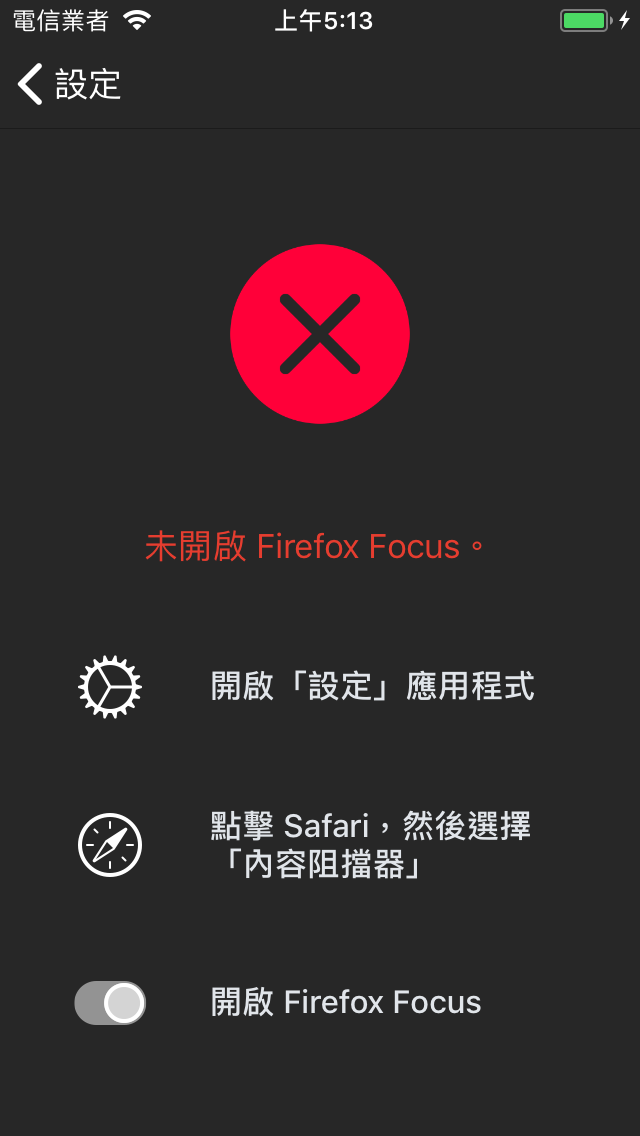 電信業者
上午5:13
設定
未開啟 Firefox Focus。
開啟「設定」應用程式
點擊 Safari，然後選擇
「內容阻擋器」
開啟 Firefox Focus